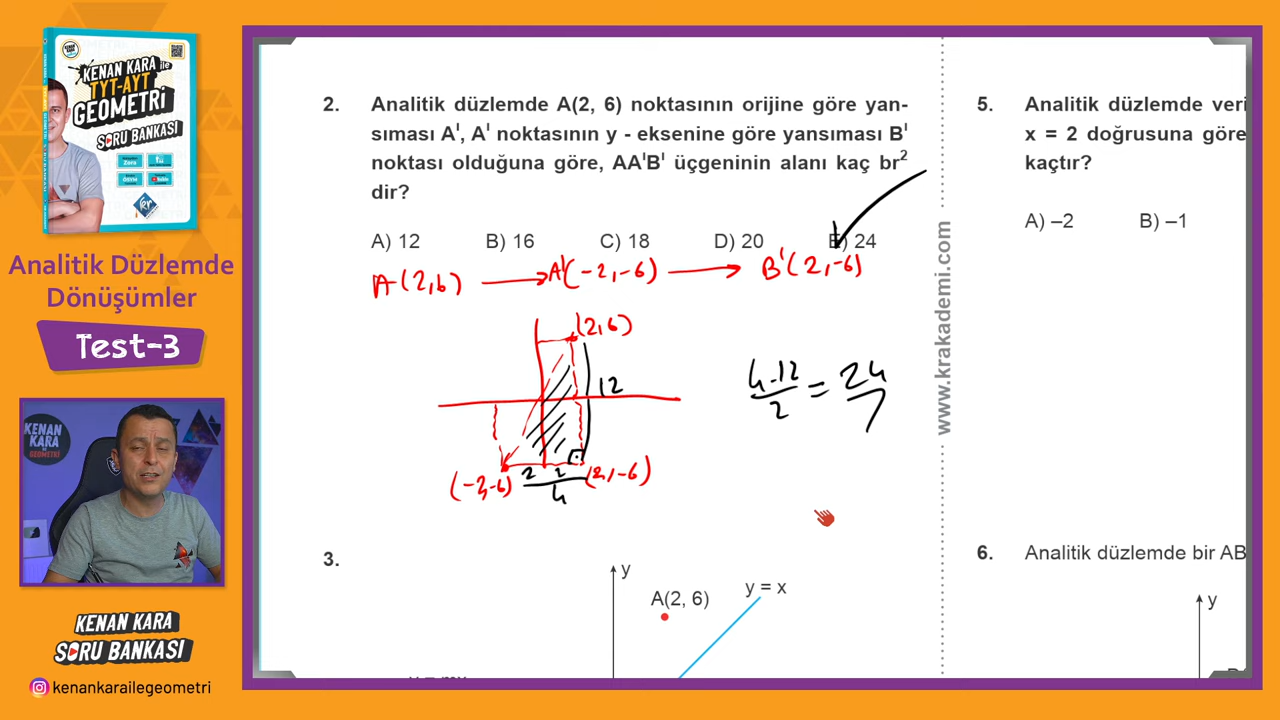 KENAN KARA ile
TYT-AYT
GEOMETRİ
SORU BANKASI
Analitik Düzlemde
Dönüşümler
Test-3
KENAN
KARA
KENAN KARA
SORU BANKASI
kenankarailegeometri
2. Analitik düzlemde A(2, 6) noktasının orijine göre yan-
sıması Aˡ, Aˡ noktasının y - eksenine göre yansıması Bˡ
noktası olduğuna göre, AAˡBˡ üçgeninin alanı kaç br²
dir?
A) 12 B) 16 C) 18 D) 20 E) 24
A(2,6) → A'(-2,-6) → B'(2,-6)
(2,6)
12
4·12/2 = 24
2 2
(-2,-6) (2,-6)
4
3.
y
A(2, 6)
y = x
www.krakademi.com
5. Analitik düzlemde veri
x = 2 doğrusuna göre
kaçtır?
A) –2 B) –1
6. Analitik düzlemde bir AB
y